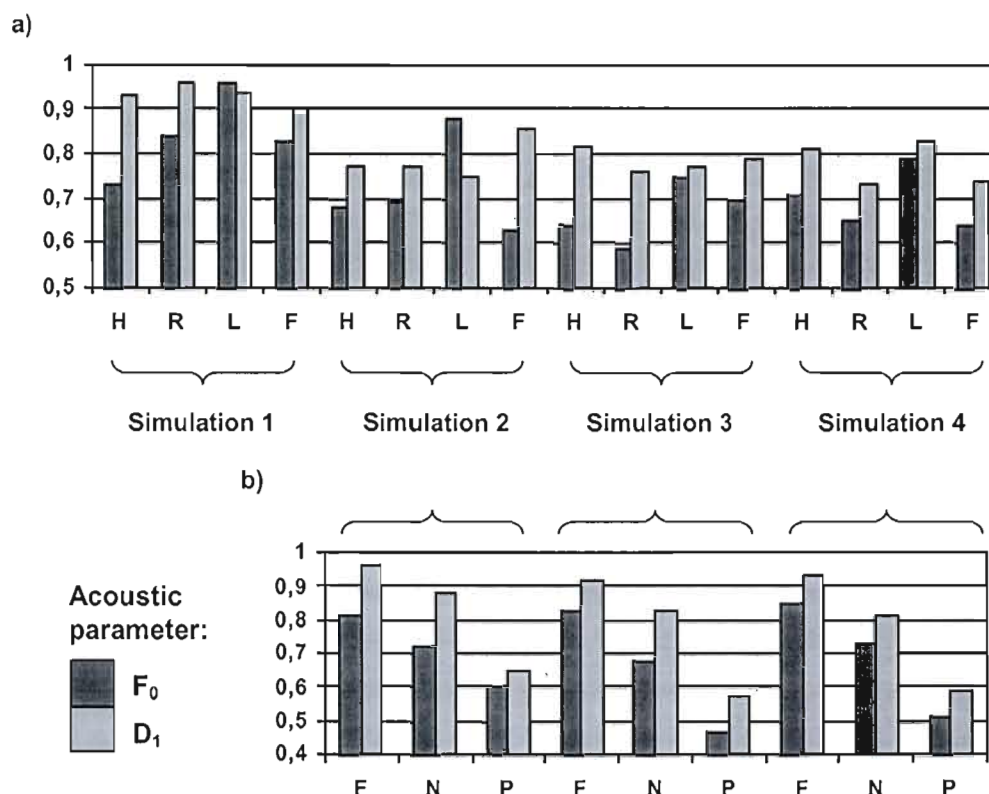 a)
1
0,9
0,8
0,7
0,6
0,5
H R L F H R L F H R L F H R L F
Simulation 1 Simulation 2 Simulation 3 Simulation 4
b)
1
0,9
0,8
0,7
0,6
0,5
0,4
F N P F N P F N P
Acoustic
parameter:
F₀
D₁